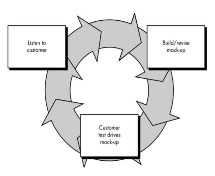 Listen to
customer
Build/revise
mock-up
Customer
test drives
mock-up